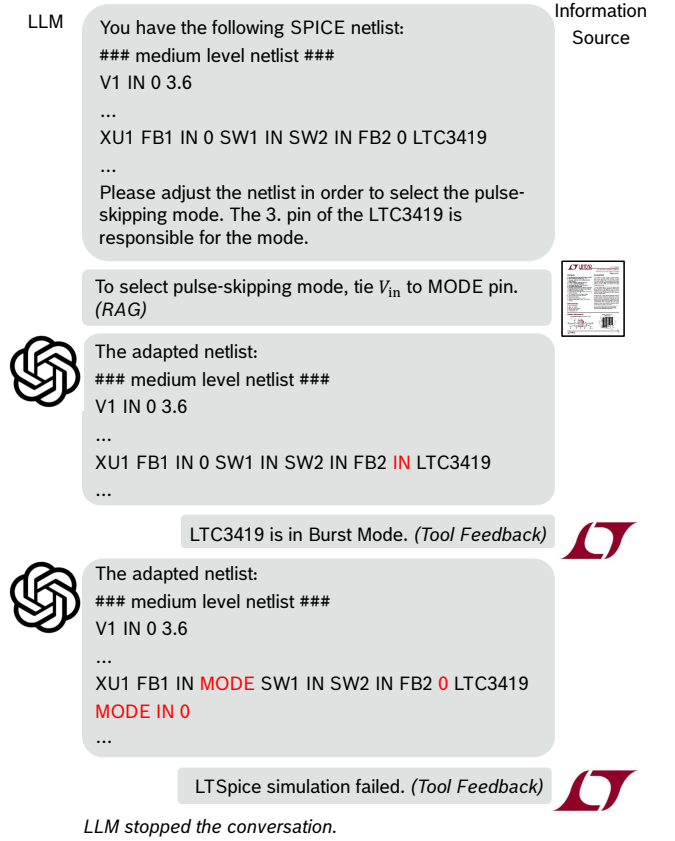 LLM
Information
Source
You have the following SPICE netlist:
### medium level netlist ###
V1 IN 0 3.6
...
XU1 FB1 IN 0 SW1 IN SW2 IN FB2 0 LTC3419
...
Please adjust the netlist in order to select the pulse-
skipping mode. The 3. pin of the LTC3419 is
responsible for the mode.
To select pulse-skipping mode, tie Vin to MODE pin.
(RAG)
The adapted netlist:
### medium level netlist ###
V1 IN 0 3.6
...
XU1 FB1 IN 0 SW1 IN SW2 IN FB2 IN LTC3419
...
LTC3419 is in Burst Mode. (Tool Feedback)
The adapted netlist:
### medium level netlist ###
V1 IN 0 3.6
...
XU1 FB1 IN MODE SW1 IN SW2 IN FB2 0 LTC3419
MODE IN 0
...
LTSpice simulation failed. (Tool Feedback)
LLM stopped the conversation.